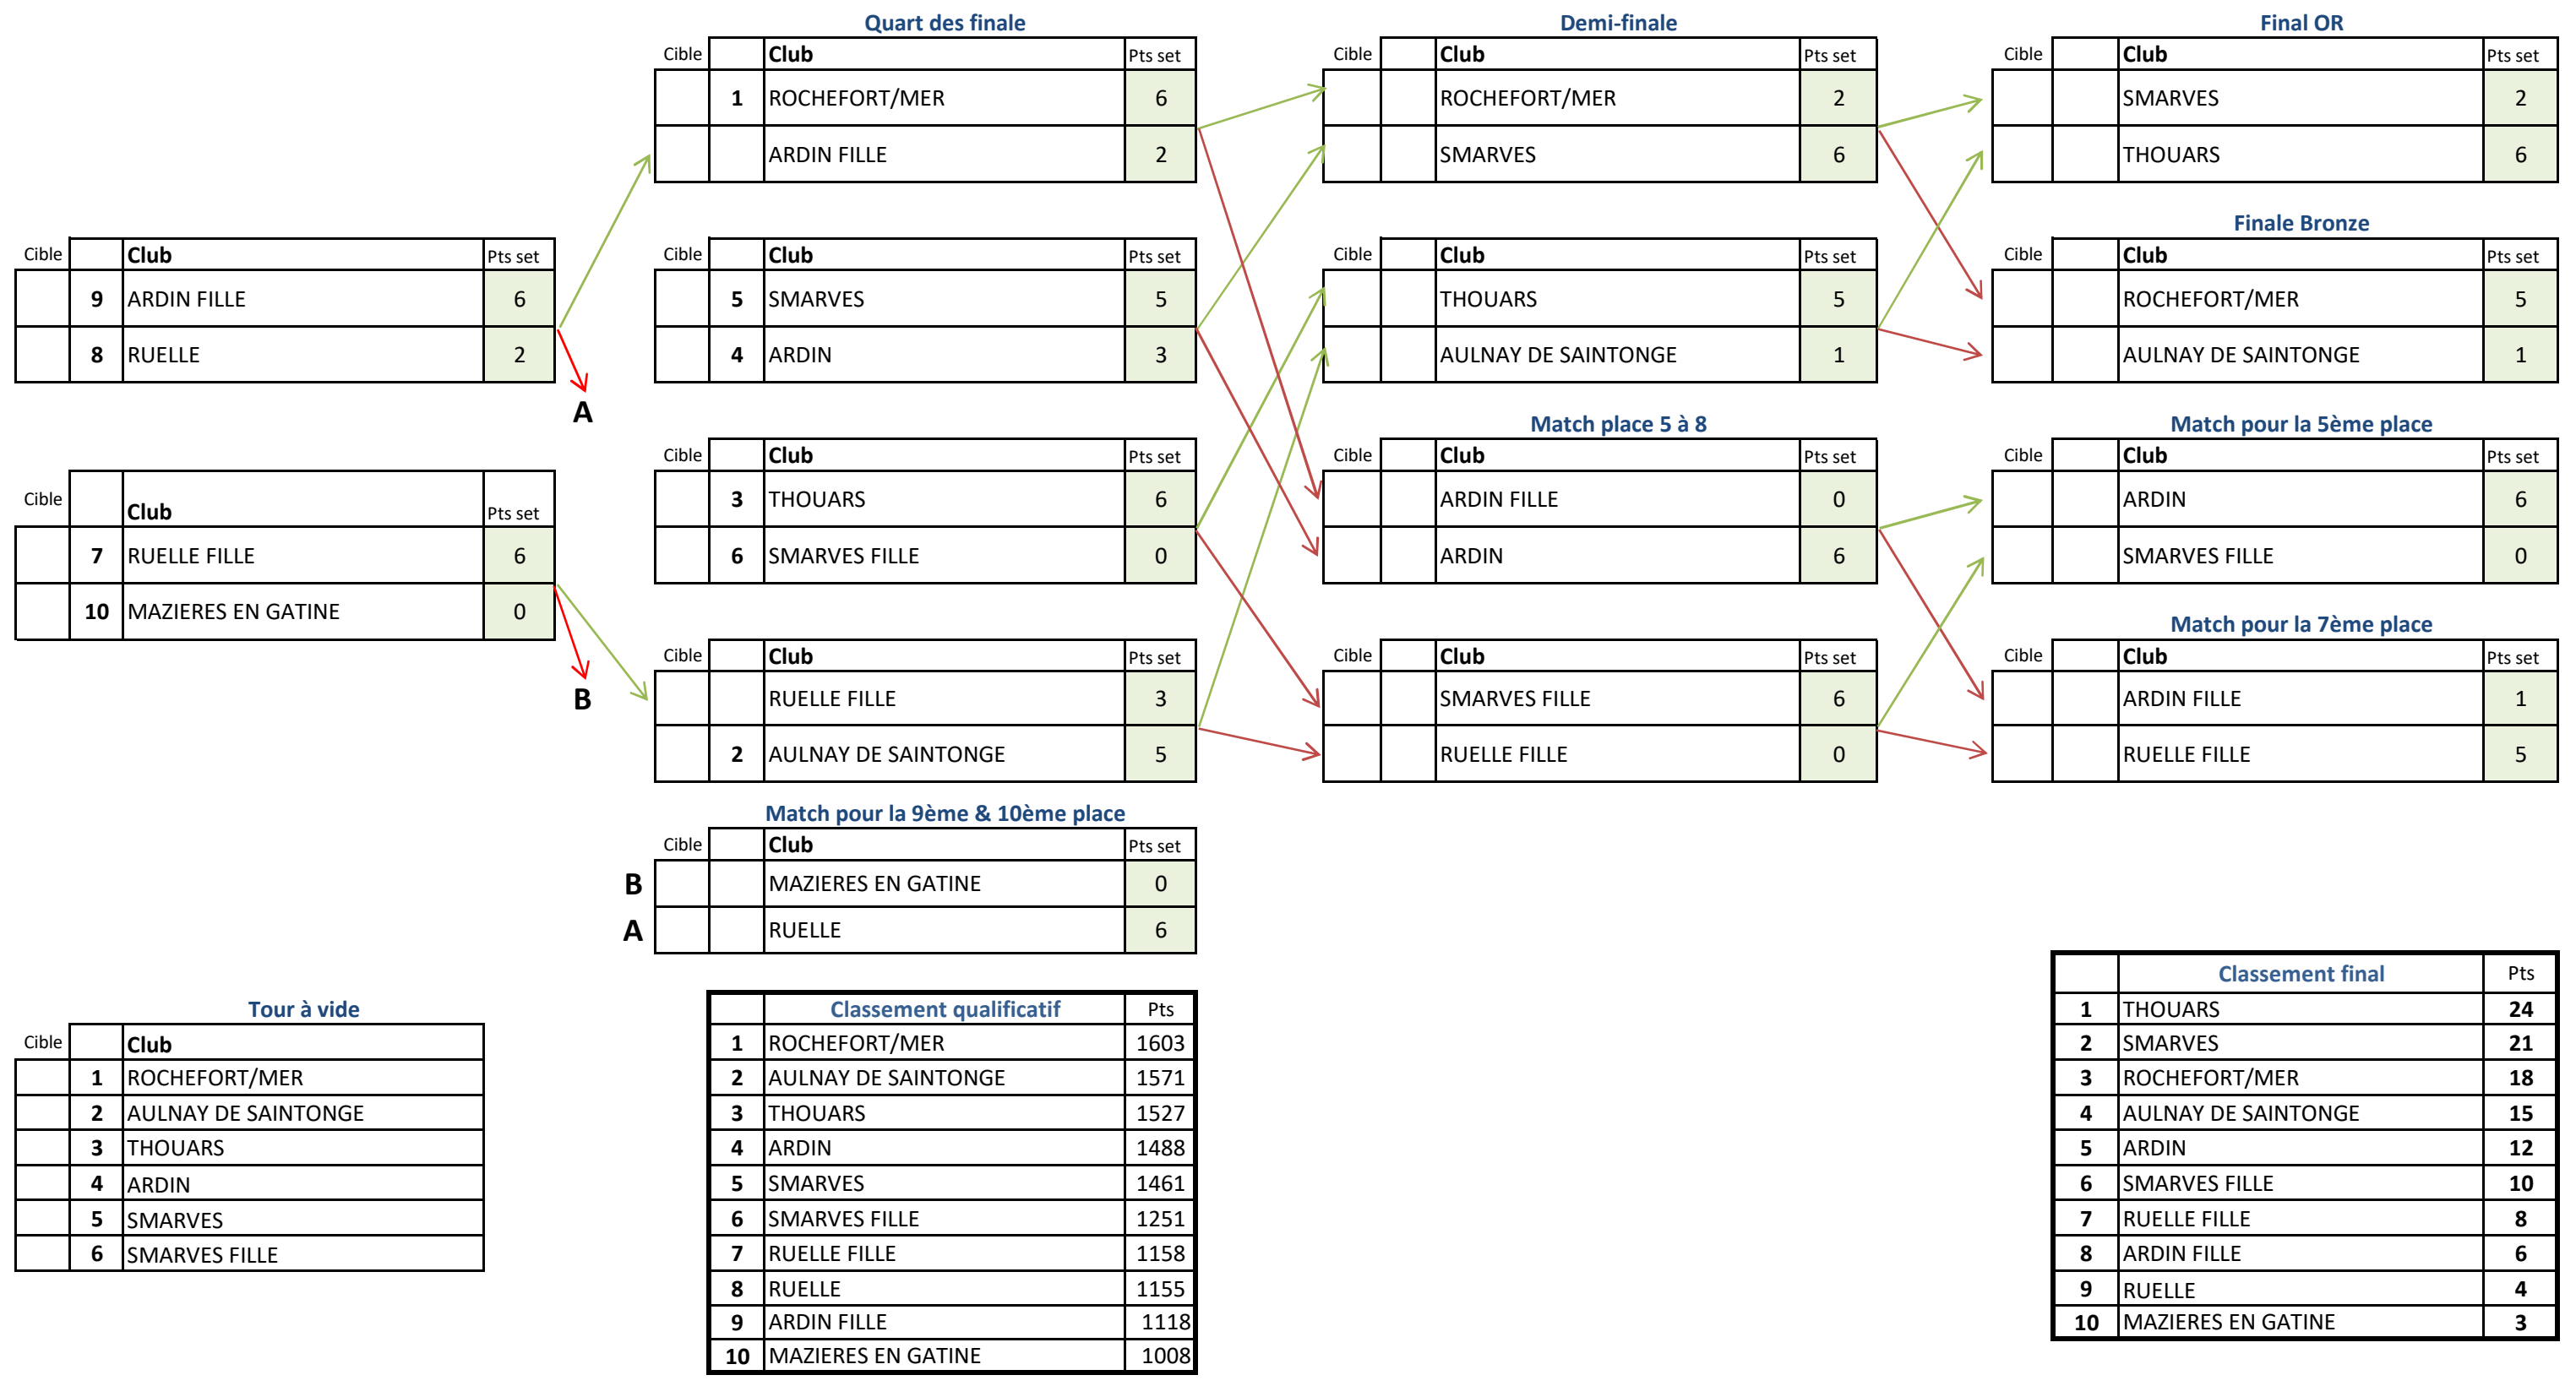 Quart des finale
Cible Club Pts set
1 ROCHEFORT/MER 6
ARDIN FILLE 2
Demi-finale
Cible Club Pts set
ROCHEFORT/MER 2
SMARVES 6
Final OR
Cible Club Pts set
SMARVES 2
THOUARS 6
Cible Club Pts set
9 ARDIN FILLE 6
8 RUELLE 2
A
Cible Club Pts set
5 SMARVES 5
4 ARDIN 3
Cible Club Pts set
THOUARS 5
AULNAY DE SAINTONGE 1
Finale Bronze
Cible Club Pts set
ROCHEFORT/MER 5
AULNAY DE SAINTONGE 1
Cible Club Pts set
7 RUELLE FILLE 6
10 MAZIERES EN GATINE 0
B
Cible Club Pts set
3 THOUARS 6
6 SMARVES FILLE 0
Match place 5 à 8
Cible Club Pts set
ARDIN FILLE 0
ARDIN 6
Match pour la 5ème place
Cible Club Pts set
ARDIN 6
SMARVES FILLE 0
Cible Club Pts set
RUELLE FILLE 3
2 AULNAY DE SAINTONGE 5
Cible Club Pts set
SMARVES FILLE 6
RUELLE FILLE 0
Match pour la 7ème place
Cible Club Pts set
ARDIN FILLE 1
RUELLE FILLE 5
Match pour la 9ème & 10ème place
Cible Club Pts set
B MAZIERES EN GATINE 0
A RUELLE 6
Tour à vide
Cible Club
1 ROCHEFORT/MER
2 AULNAY DE SAINTONGE
3 THOUARS
4 ARDIN
5 SMARVES
6 SMARVES FILLE
Classement qualificatif Pts
1 ROCHEFORT/MER 1603
2 AULNAY DE SAINTONGE 1571
3 THOUARS 1527
4 ARDIN 1488
5 SMARVES 1461
6 SMARVES FILLE 1251
7 RUELLE FILLE 1158
8 RUELLE 1155
9 ARDIN FILLE 1118
10 MAZIERES EN GATINE 1008
Classement final Pts
1 THOUARS 24
2 SMARVES 21
3 ROCHEFORT/MER 18
4 AULNAY DE SAINTONGE 15
5 ARDIN 12
6 SMARVES FILLE 10
7 RUELLE FILLE 8
8 ARDIN FILLE 6
9 RUELLE 4
10 MAZIERES EN GATINE 3